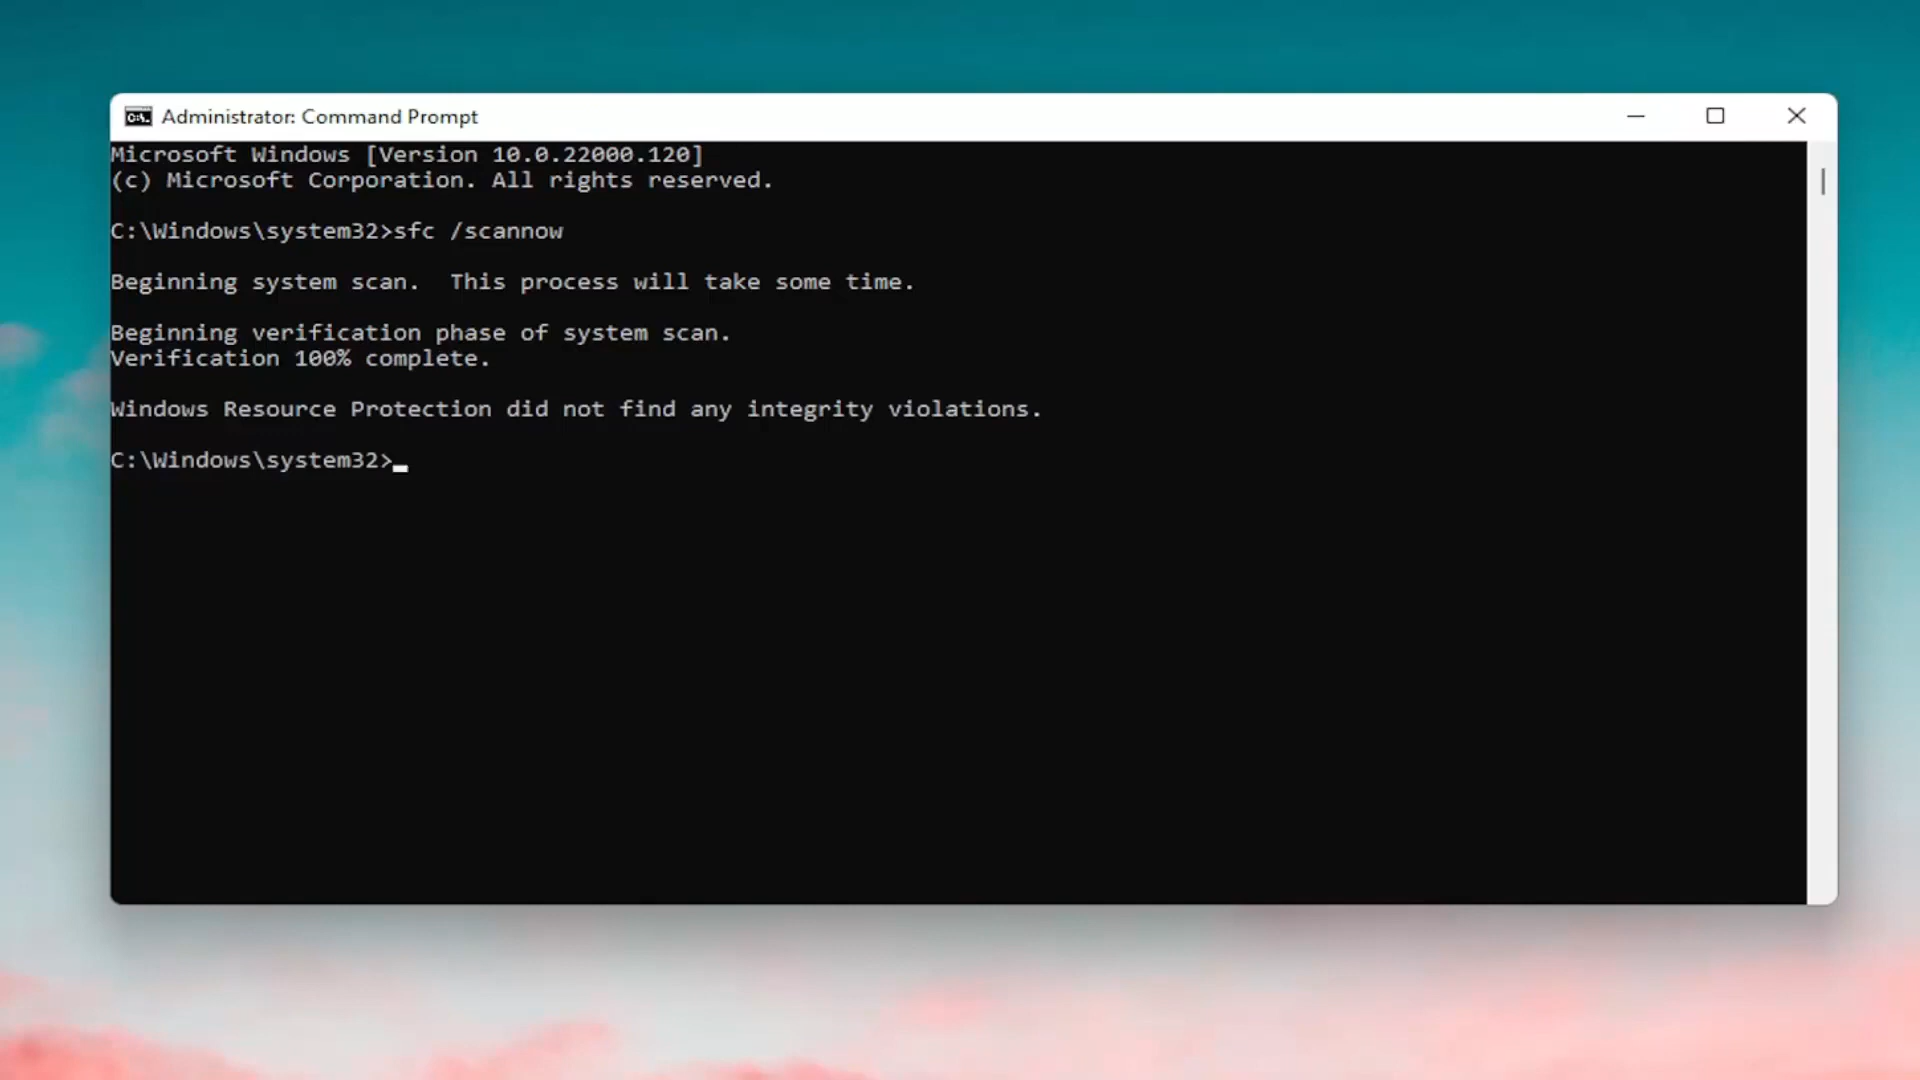 Administrator: Command Prompt
Microsoft Windows [Version 10.0.22000.120]
(c) Microsoft Corporation. All rights reserved.
C:\Windows\system32>sfc /scannow
Beginning system scan.  This process will take some time.
Beginning verification phase of system scan.
Verification 100% complete.
Windows Resource Protection did not find any integrity violations.
C:\Windows\system32>